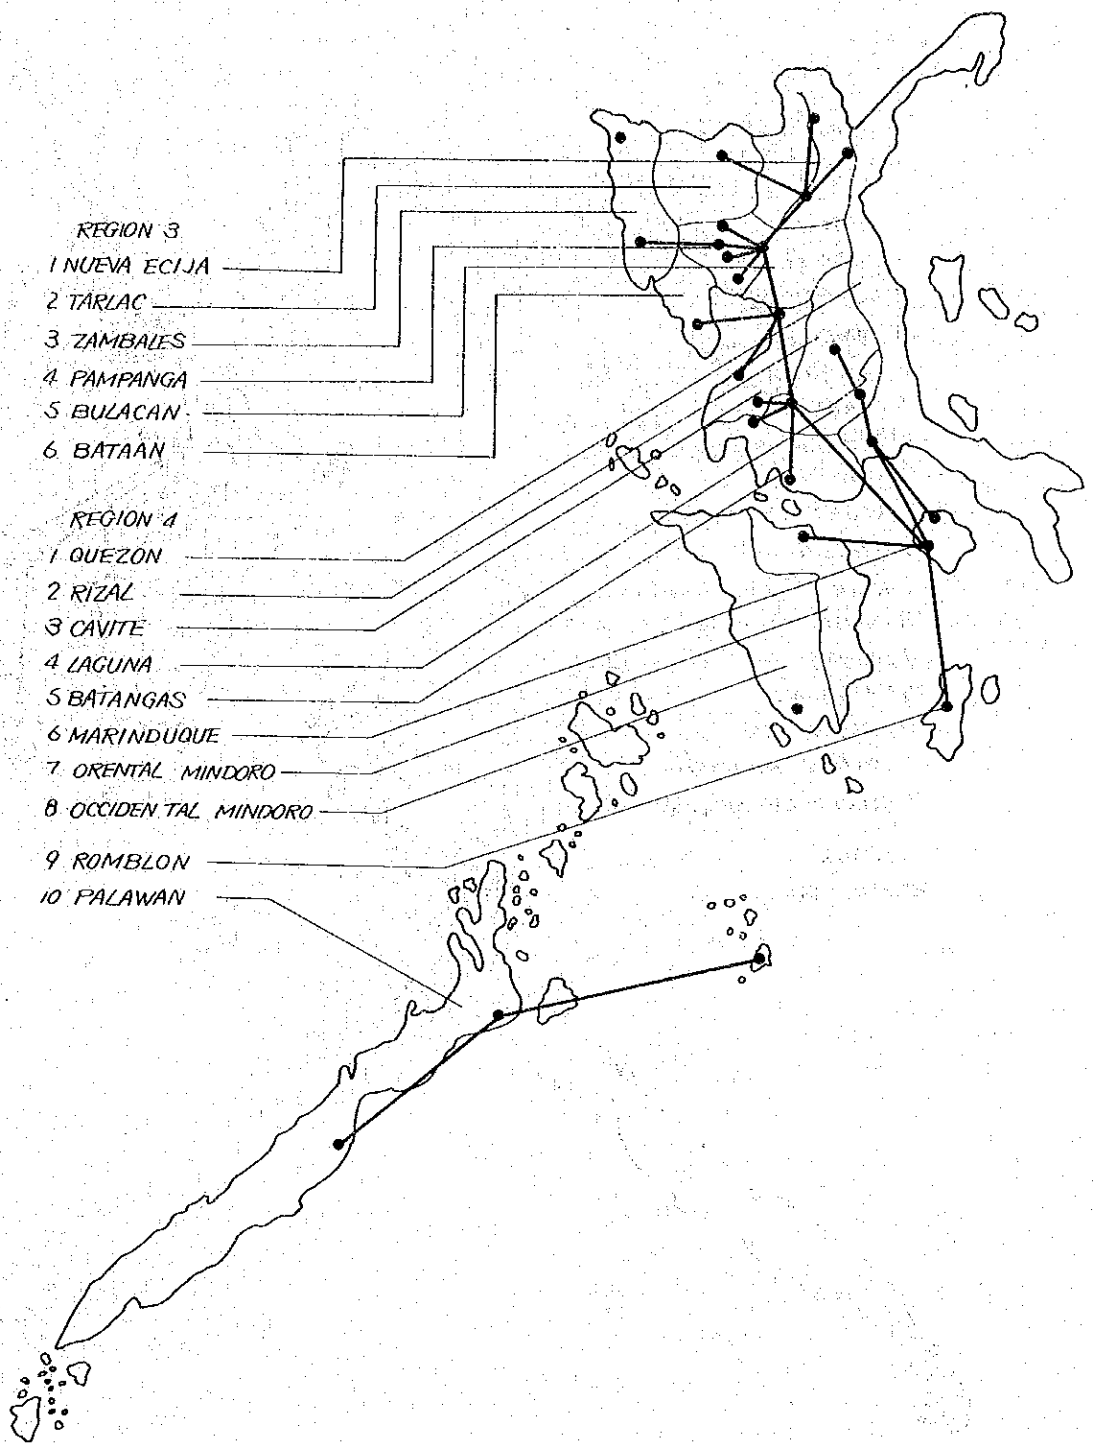 REGION 3
1 NUEVA ECIJA
2 TARLAC
3 ZAMBALES
4 PAMPANGA
5 BULACAN
6 BATAAN
REGION 4
1 QUEZON
2 RIZAL
3 CAVITE
4 LAGUNA
5 BATANGAS
6 MARINDUQUE
7 ORENTAL MINDORO
8 OCCIDENTAL MINDORO
9 ROMBLON
10 PALAWAN